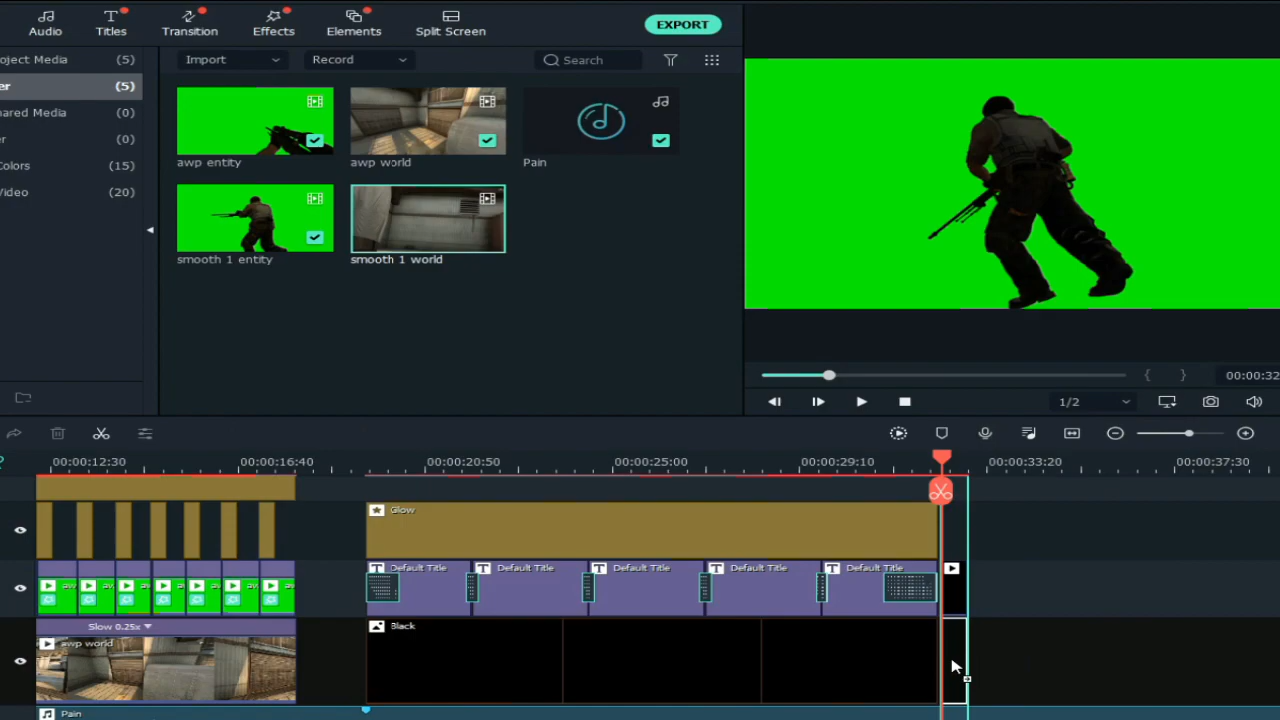 Audio
Titles
Transition
Effects
Elements
Split Screen
EXPORT
oject Media (5)
er (5)
hared Media (0)
er (0)
Colors (15)
Video (20)
Import
Record
Search
awp entity
awp world
Pain
smooth 1 entity
smooth 1 world
00:00:32
1/2
00:00:12:30
00:00:16:40
00:00:20:50
00:00:25:00
00:00:29:10
00:00:33:20
00:00:37:30
Glow
Default Title
Default Title
Default Title
Default Title
Default Title
Slow 0.25x
awp world
Black
Pain